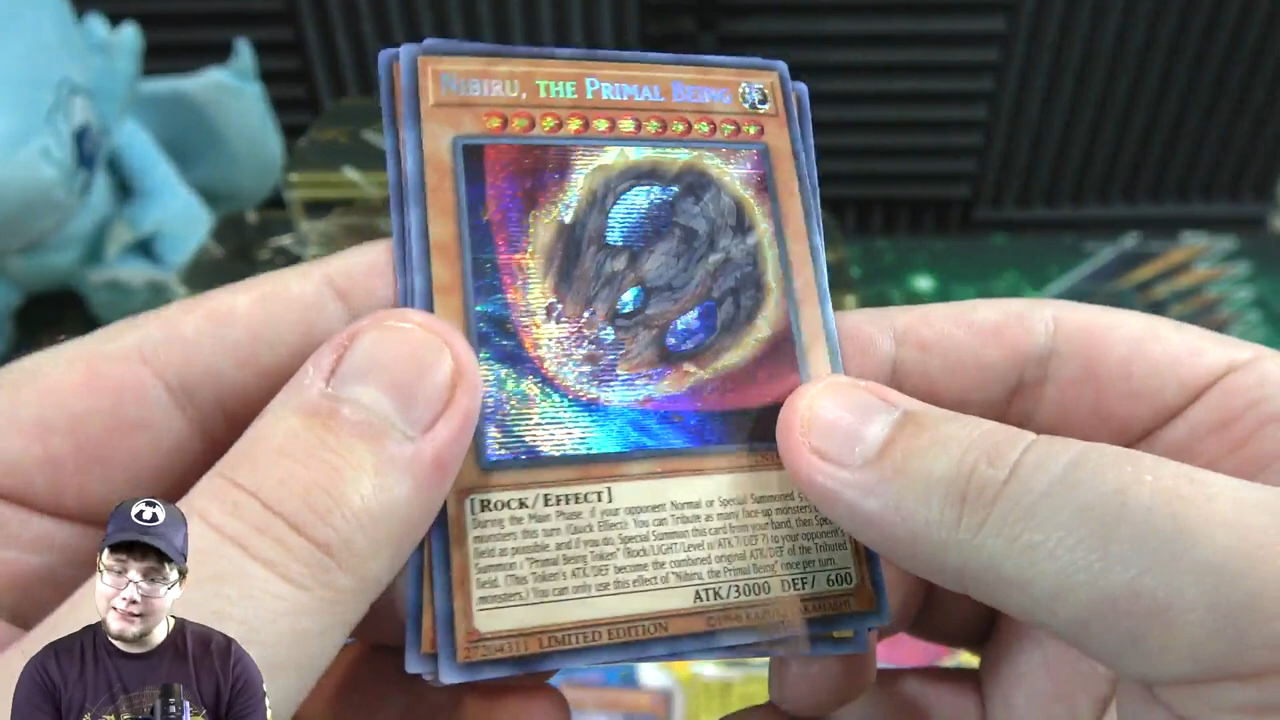 NIBIRU, THE PRIMAL BEING
[ROCK/EFFECT]
During the Main Phase, if your opponent Normal or Special Summoned 5
monsters this turn (Quick Effect): You can Tribute as many face-up monsters
field as possible, and if you do, Special Summon this card from your hand, then
Summon 1 "Primal Being Token" (Rock/LIGHT/Level 11/ATK ?/DEF ?) to your opponent's
field. (This Token's ATK/DEF become the combined original ATK/DEF of the Tributed
monsters.) You can only use this effect of "Nibiru, the Primal Being" once per turn.
ATK/3000 DEF/ 600
27204311 LIMITED EDITION ©1996 KAZUKI TAKAHASHI